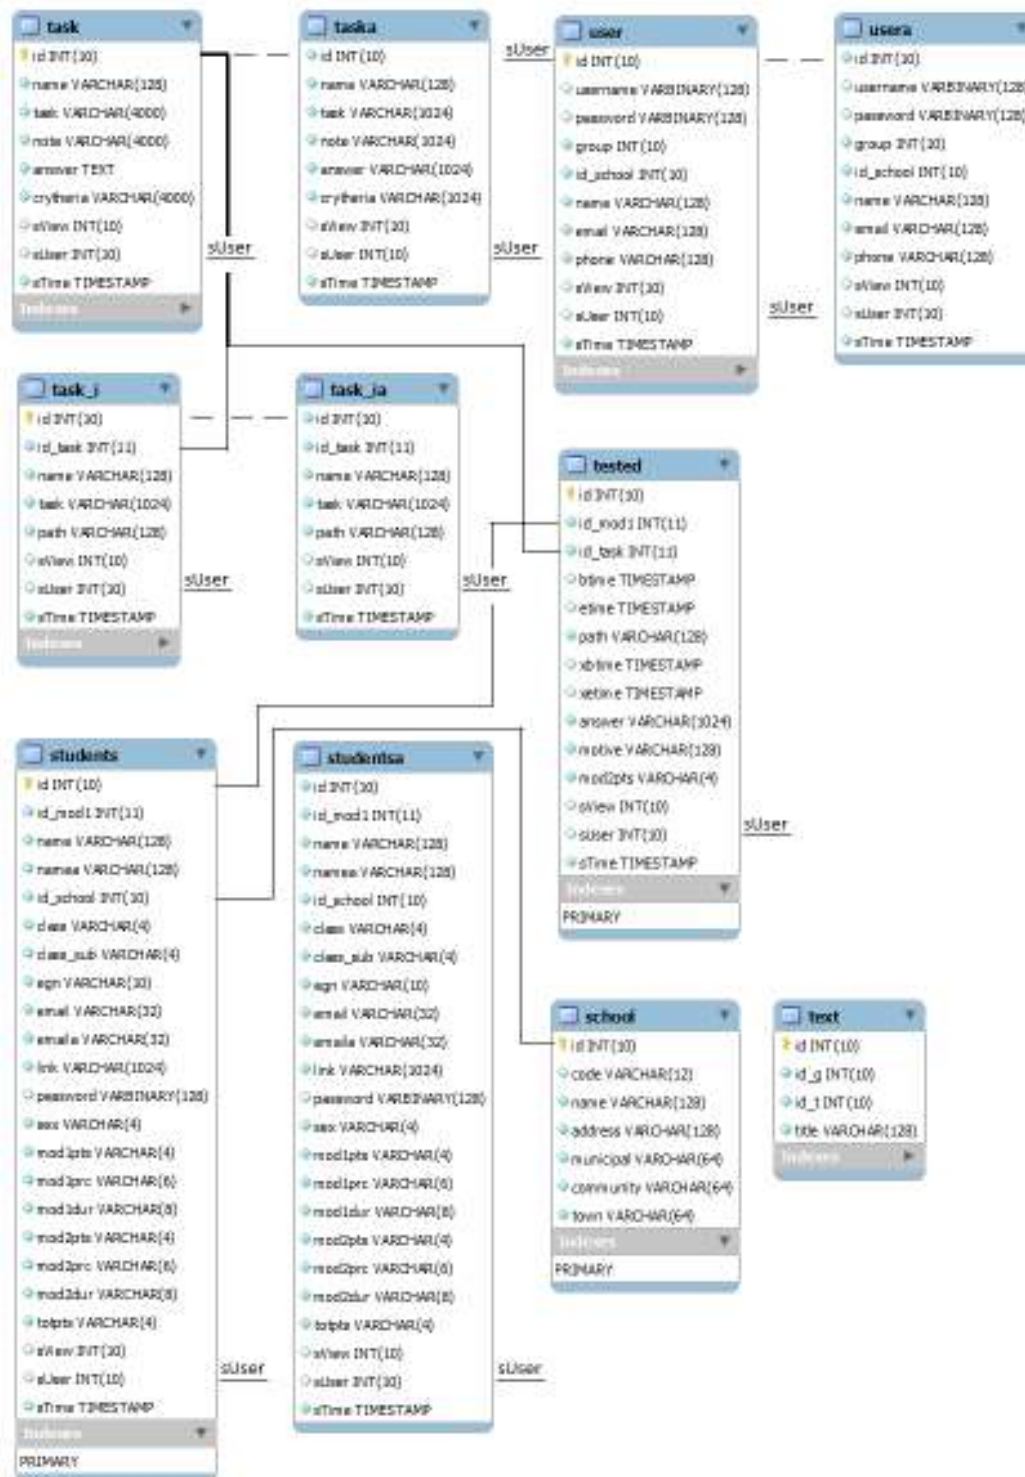 task
id INT(10)
name VARCHAR(128)
task VARCHAR(4000)
note VARCHAR(4000)
answer TEXT
crytheria VARCHAR(4000)
sView INT(10)
sUser INT(10)
sTime TIMESTAMP
Indexes
sUser
taska
id INT(10)
name VARCHAR(128)
task VARCHAR(1024)
note VARCHAR(1024)
answer VARCHAR(1024)
crytheria VARCHAR(1024)
sView INT(10)
sUser INT(10)
sTime TIMESTAMP
sUser
sUser
user
id INT(10)
username VARBINARY(128)
password VARBINARY(128)
group INT(10)
id_school INT(10)
name VARCHAR(128)
email VARCHAR(128)
phone VARCHAR(128)
sView INT(10)
sUser INT(10)
sTime TIMESTAMP
Indexes
sUser
usera
id INT(10)
username VARBINARY(128)
password VARBINARY(128)
group INT(10)
id_school INT(10)
name VARCHAR(128)
email VARCHAR(128)
phone VARCHAR(128)
sView INT(10)
sUser INT(10)
sTime TIMESTAMP
task_i
id INT(10)
id_task INT(11)
name VARCHAR(128)
task VARCHAR(1024)
path VARCHAR(128)
sView INT(10)
sUser INT(10)
sTime TIMESTAMP
Indexes
sUser
task_ia
id INT(10)
id_task INT(11)
name VARCHAR(128)
task VARCHAR(1024)
path VARCHAR(128)
sView INT(10)
sUser INT(10)
sTime TIMESTAMP
sUser
tested
id INT(10)
id_mod1 INT(11)
id_task INT(11)
btime TIMESTAMP
etime TIMESTAMP
path VARCHAR(128)
xbtime TIMESTAMP
xetime TIMESTAMP
answer VARCHAR(1024)
motive VARCHAR(128)
mod2pts VARCHAR(4)
sView INT(10)
sUser INT(10)
sTime TIMESTAMP
Indexes
PRIMARY
sUser
students
id INT(10)
id_mod1 INT(11)
name VARCHAR(128)
namea VARCHAR(128)
id_school INT(10)
class VARCHAR(4)
class_sub VARCHAR(4)
egn VARCHAR(10)
email VARCHAR(32)
emaila VARCHAR(32)
link VARCHAR(1024)
password VARBINARY(128)
sex VARCHAR(4)
mod1pts VARCHAR(4)
mod1prc VARCHAR(6)
mod1dur VARCHAR(8)
mod2pts VARCHAR(4)
mod2prc VARCHAR(6)
mod2dur VARCHAR(8)
totpts VARCHAR(4)
sView INT(10)
sUser INT(10)
sTime TIMESTAMP
Indexes
PRIMARY
sUser
studentsa
id INT(10)
id_mod1 INT(11)
name VARCHAR(128)
namea VARCHAR(128)
id_school INT(10)
class VARCHAR(4)
class_sub VARCHAR(4)
egn VARCHAR(10)
email VARCHAR(32)
emaila VARCHAR(32)
link VARCHAR(1024)
password VARBINARY(128)
sex VARCHAR(4)
mod1pts VARCHAR(4)
mod1prc VARCHAR(6)
mod1dur VARCHAR(8)
mod2pts VARCHAR(4)
mod2prc VARCHAR(6)
mod2dur VARCHAR(8)
totpts VARCHAR(4)
sView INT(10)
sUser INT(10)
sTime TIMESTAMP
sUser
school
id INT(10)
code VARCHAR(12)
name VARCHAR(128)
address VARCHAR(128)
municipal VARCHAR(64)
community VARCHAR(64)
town VARCHAR(64)
Indexes
PRIMARY
text
id INT(10)
id_g INT(10)
id_t INT(10)
title VARCHAR(128)
Indexes